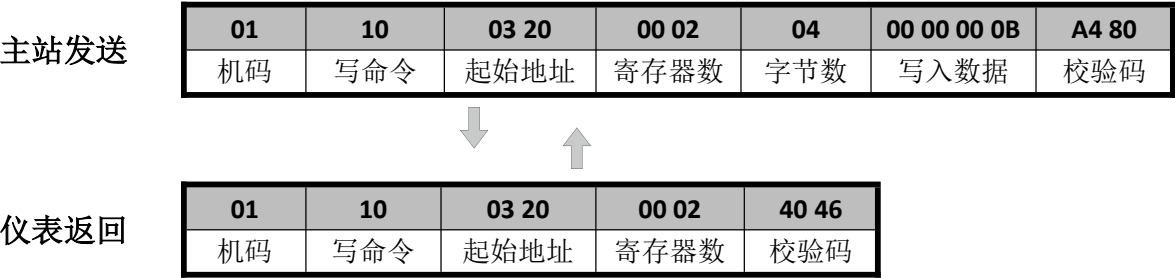 主站发送
01 10 03 20 00 02 04 00 00 00 0B A4 80
机码 写命令 起始地址 寄存器数 字节数 写入数据 校验码
仪表返回
01 10 03 20 00 02 40 46
机码 写命令 起始地址 寄存器数 校验码